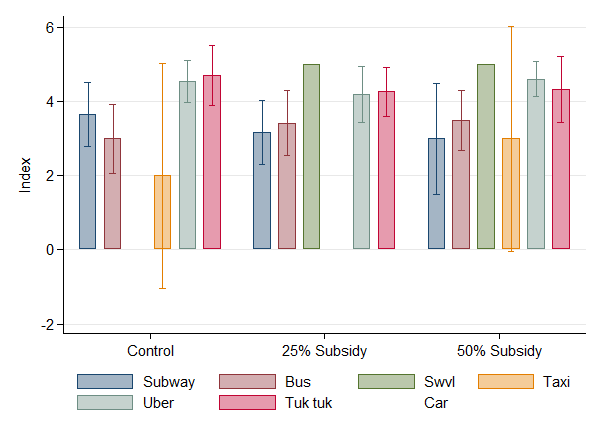 6
4
2
0
-2
Index
Control 25% Subsidy 50% Subsidy
Subway Bus Swvl Taxi
Uber Tuk tuk Car